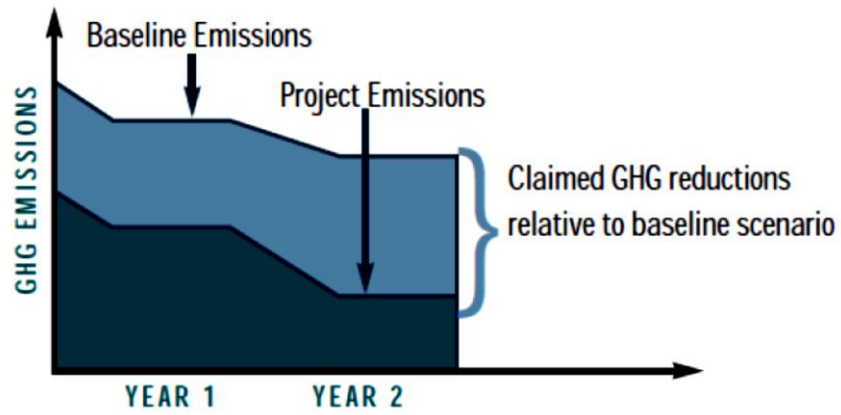 Baseline Emissions
Project Emissions
GHG EMISSIONS
Claimed GHG reductions
relative to baseline scenario
YEAR 1
YEAR 2